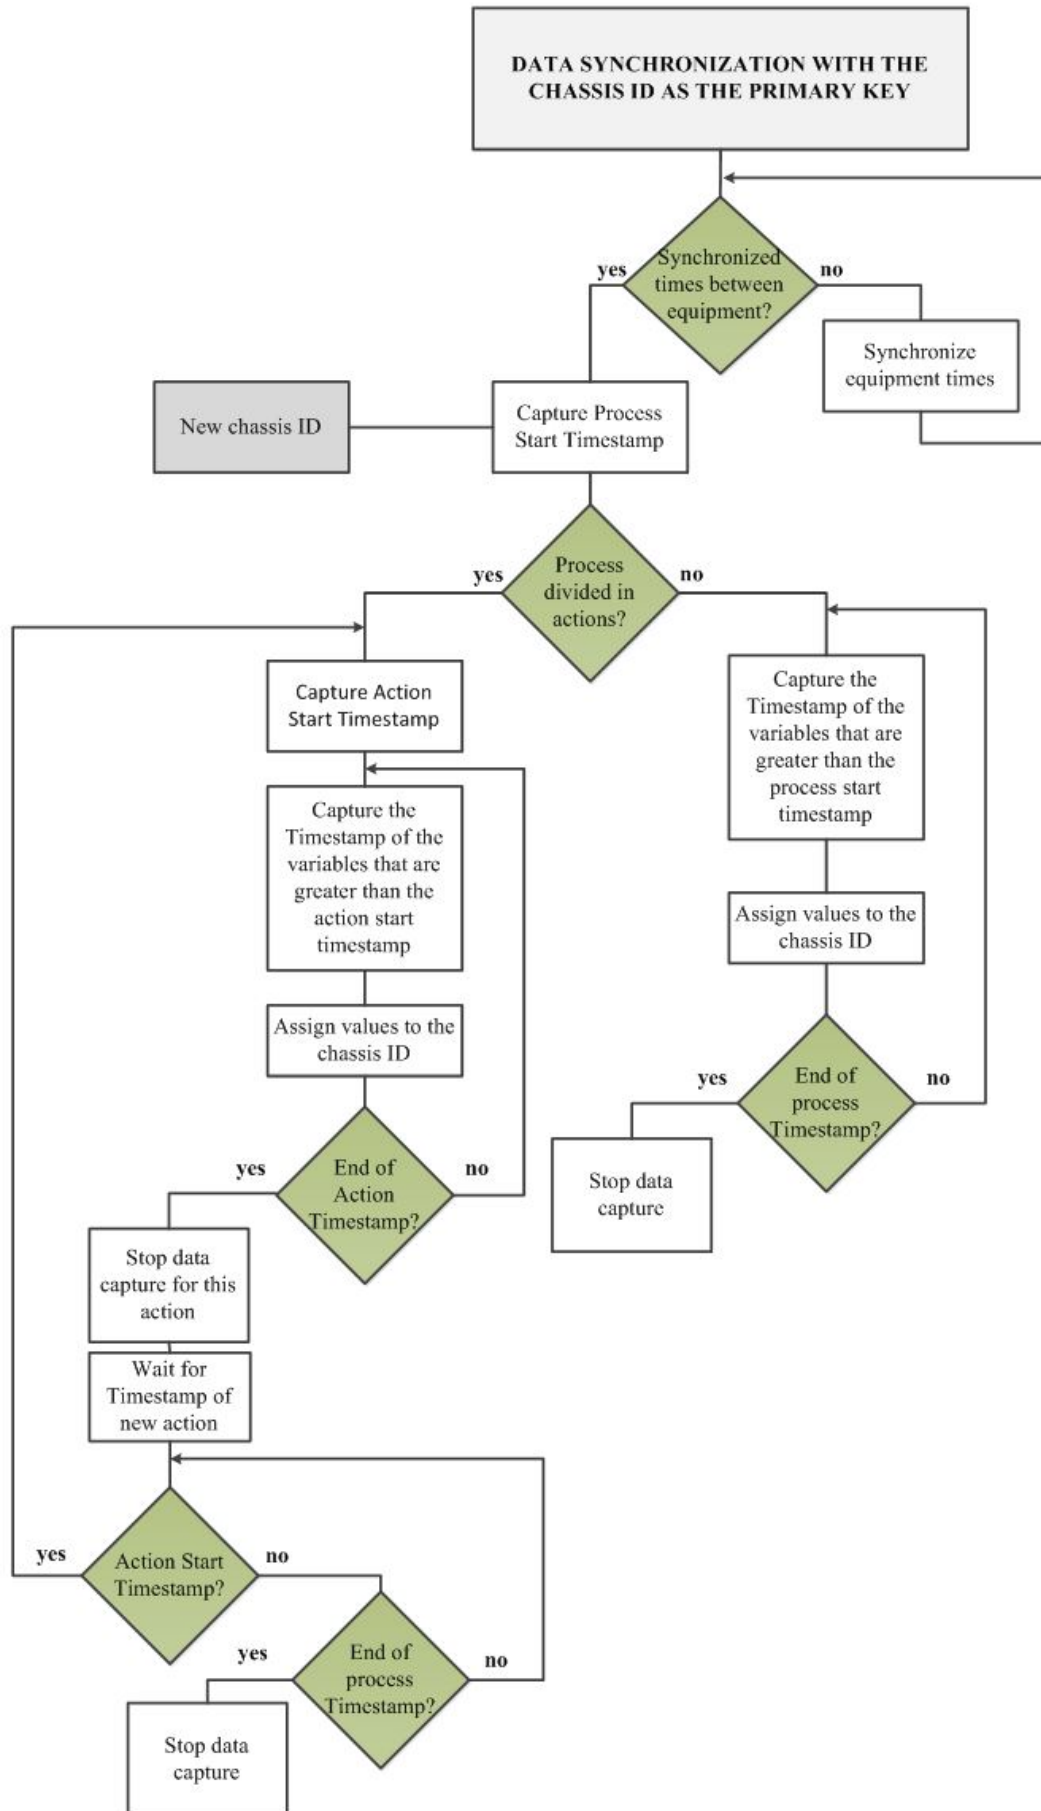 DATA SYNCHRONIZATION WITH THE
CHASSIS ID AS THE PRIMARY KEY
yes
Synchronized
times between
equipment?
no
Synchronize
equipment times
New chassis ID
Capture Process
Start Timestamp
yes
Process
divided in
actions?
no
Capture Action
Start Timestamp
Capture the
Timestamp of the
variables that are
greater than the
process start
timestamp
Capture the
Timestamp of the
variables that are
greater than the
action start
timestamp
Assign values to the
chassis ID
Assign values to the
chassis ID
yes
End of
process
Timestamp?
no
yes
End of
Action
Timestamp?
no
Stop data
capture
Stop data
capture for this
action
Wait for
Timestamp of
new action
yes
Action Start
Timestamp?
no
yes
End of
process
Timestamp?
no
Stop data
capture